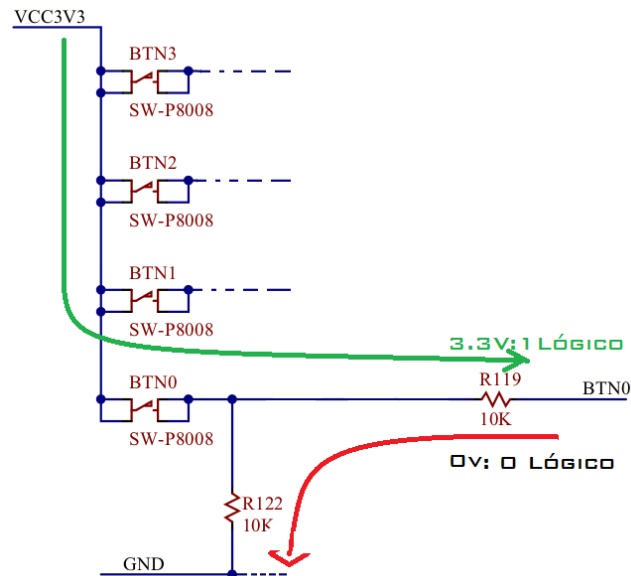 VCC3V3
BTN3
SW-P8008
BTN2
SW-P8008
BTN1
SW-P8008
3.3V:1 LÓGICO
BTN0
R119
BTN0
SW-P8008
10K
0V: 0 LÓGICO
R122
10K
GND